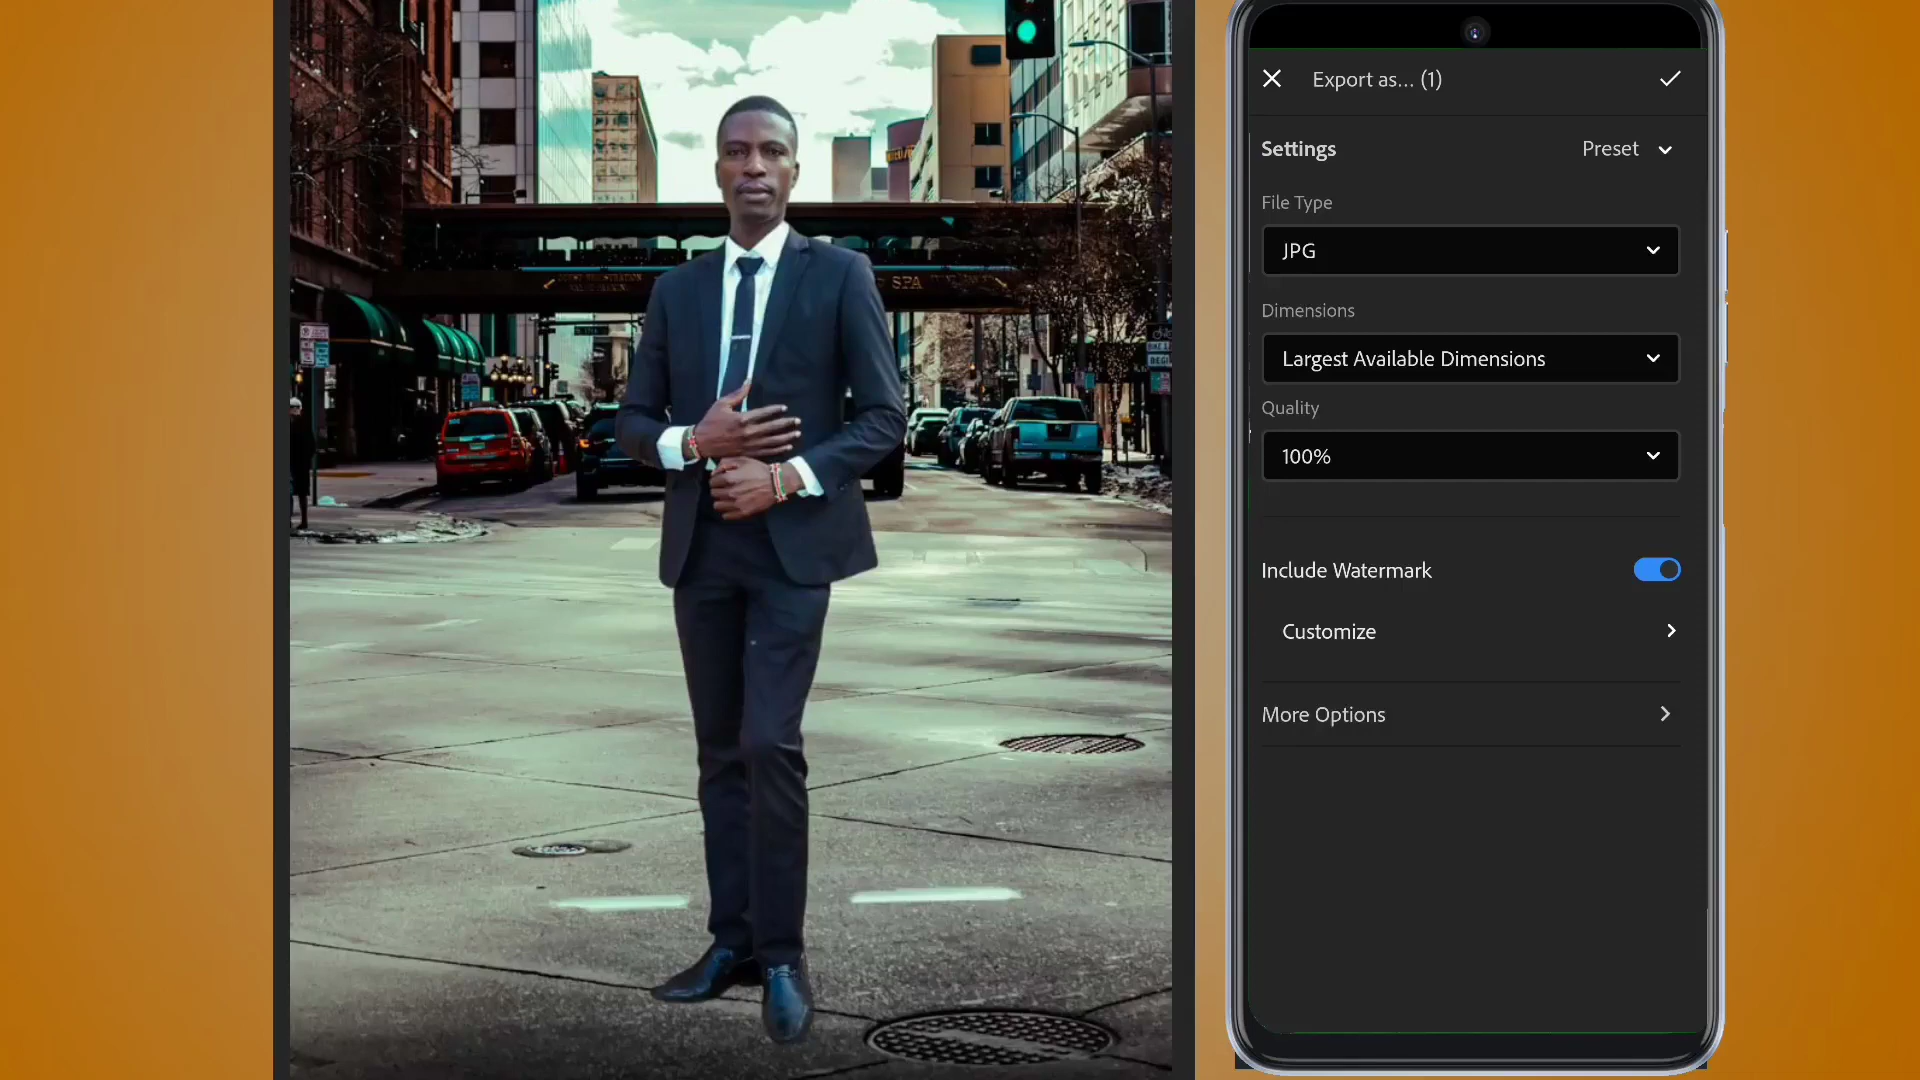 SPA
Export as... (1)
Settings
Preset
File Type
JPG
Dimensions
Largest Available Dimensions
Quality
100%
Include Watermark
Customize
More Options